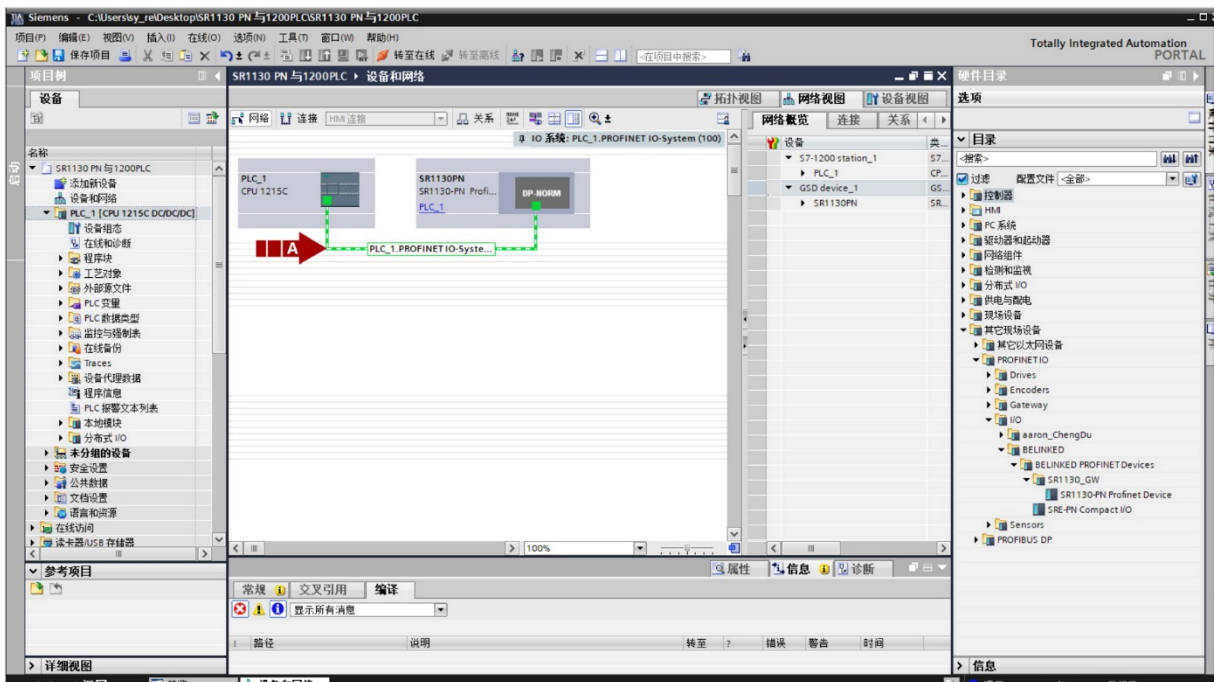 Siemens - C:\Users\sy_re\Desktop\SR1130 PN 与1200PLC\SR1130 PN 与1200PLC
项目(P) 编辑(E) 视图(V) 插入(I) 在线(O) 选项(N) 工具(T) 窗口(W) 帮助(H)
Totally Integrated Automation
PORTAL
保存项目 转至在线 转至离线 <在项目中搜索>
项目树
设备
名称
SR1130 PN 与1200PLC
添加新设备
设备和网络
PLC_1 [CPU 1215C DC/DC/DC]
设备组态
在线和诊断
程序块
工艺对象
外部源文件
PLC 变量
PLC 数据类型
监控与强制表
在线备份
Traces
设备代理数据
程序信息
PLC 报警文本列表
本地模块
分布式 I/O
未分组的设备
安全设置
公共数据
文档设置
语言和资源
在线访问
读卡器/USB 存储器
参考项目
详细视图
SR1130 PN 与1200PLC 设备和网络
拓扑视图 网络视图 设备视图
网络 连接 HMI 连接 关系
IO 系统: PLC_1.PROFINET IO-System (100)
PLC_1
CPU 1215C
SR1130PN
SR1130-PN Profi...
PLC_1
DP-NORM
A
PLC_1.PROFINET IO-Syste...
100%
网络概览 连接 关系
设备 类...
S7-1200 station_1 S7...
PLC_1 CP...
GSD device_1 GS...
SR1130PN SR...
属性 信息 诊断
常规 交叉引用 编译
显示所有消息
! 路径 说明 转至 ? 错误 警告 时间
硬件目录
选项
目录
<搜索>
过滤 配置文件 <全部>
控制器
HMI
PC 系统
驱动器和起动器
网络组件
检测和监视
分布式 I/O
供电与配电
现场设备
其它现场设备
其它以太网设备
PROFINET IO
Drives
Encoders
Gateway
I/O
aaron_ChengDu
BELINKED
BELINKED PROFINET Devices
SR1130_GW
SR1130-PN Profinet Device
SRE-PN Compact I/O
Sensors
PROFIBUS DP
信息